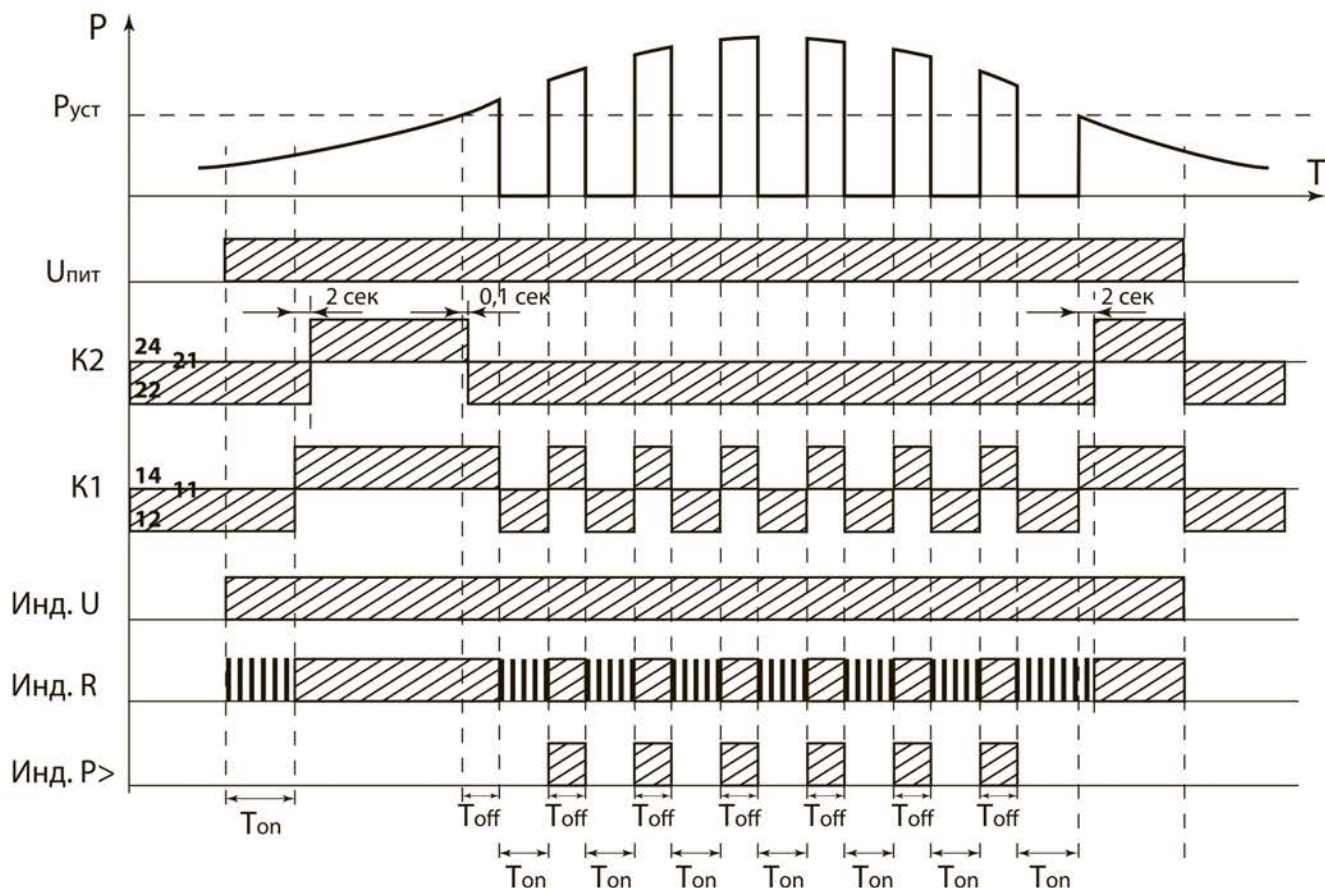 P
Pуст
T
Uпит
2 сек
0,1 сек
2 сек
K2
24
21
22
K1
14
11
12
Инд. U
Инд. R
Инд. P>
Ton
Toff
Toff
Toff
Toff
Toff
Toff
Toff
Ton
Ton
Ton
Ton
Ton
Ton
Ton